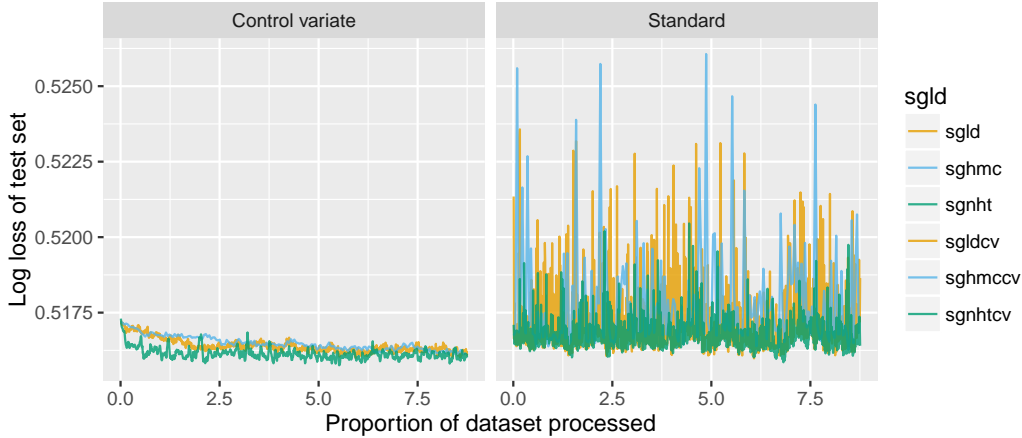 Control variate
Standard
Log loss of test set
0.5250
0.5225
0.5200
0.5175
0.0
2.5
5.0
7.5
0.0
2.5
5.0
7.5
Proportion of dataset processed
sgld
sgld
sghmc
sgnht
sgldcv
sghmccv
sgnhtcv